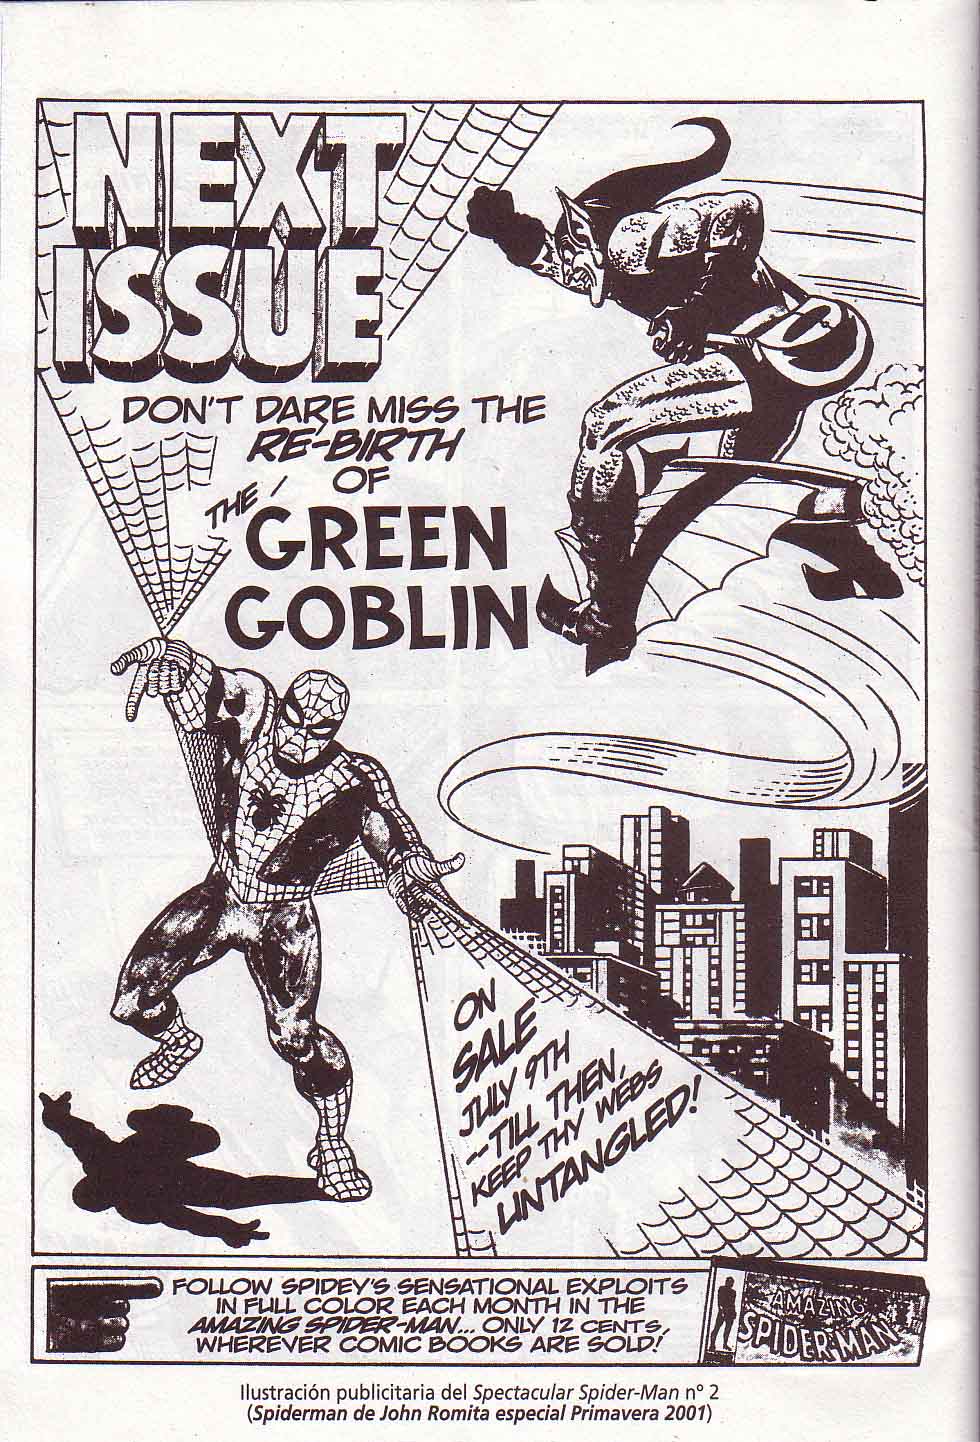 NEXT
ISSUE
DON'T DARE MISS THE
RE-BIRTH
OF
THE
GREEN
GOBLIN
ON
SALE
JULY 9TH
--TILL THEN,
KEEP THY WEBS
UNTANGLED!
FOLLOW SPIDEY'S SENSATIONAL EXPLOITS
IN FULL COLOR EACH MONTH IN THE
AMAZING SPIDER-MAN... ONLY 12 CENTS,
WHEREVER COMIC BOOKS ARE SOLD!
AMAZING
SPIDER-MAN
Ilustración publicitaria del Spectacular Spider-Man nº 2
(Spiderman de John Romita especial Primavera 2001)